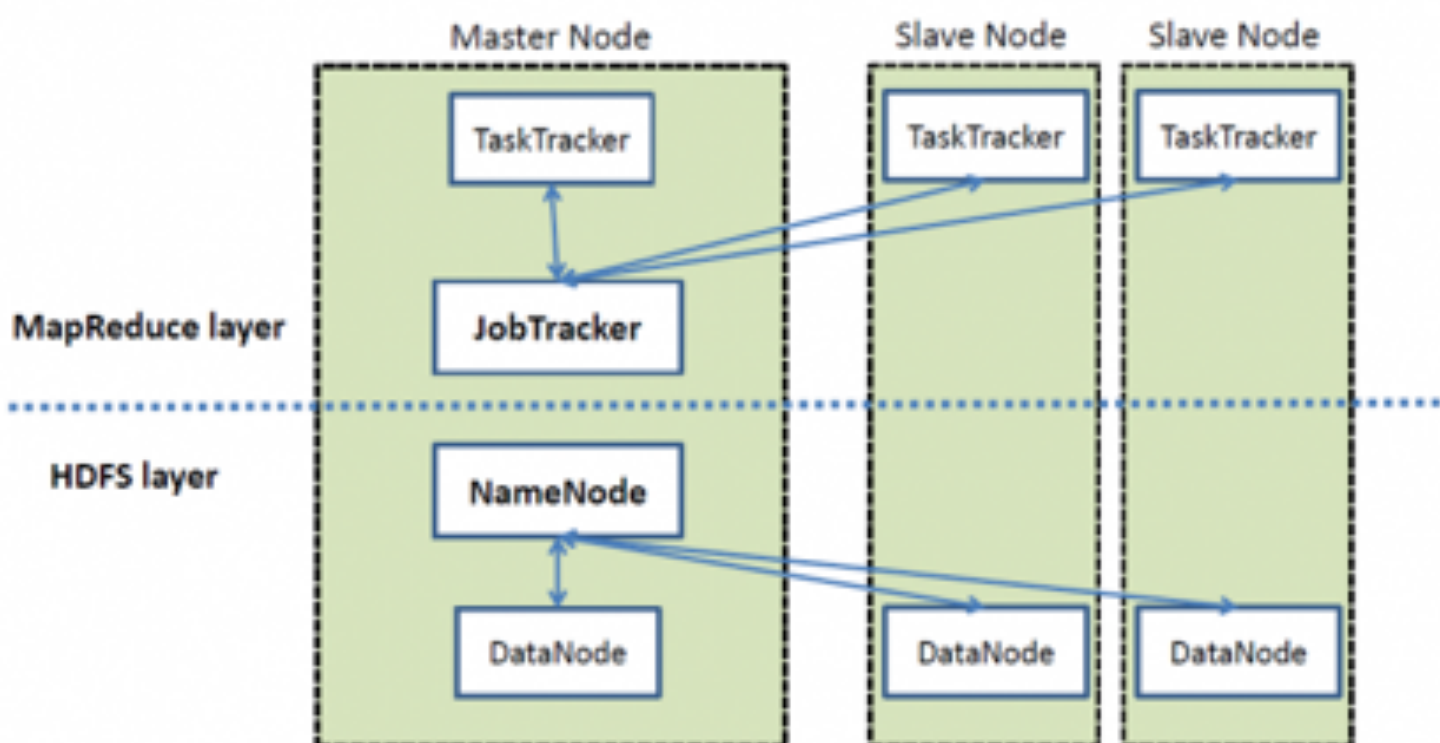 Master Node
Slave Node
Slave Node
TaskTracker
TaskTracker
TaskTracker
MapReduce layer
JobTracker
HDFS layer
NameNode
DataNode
DataNode
DataNode